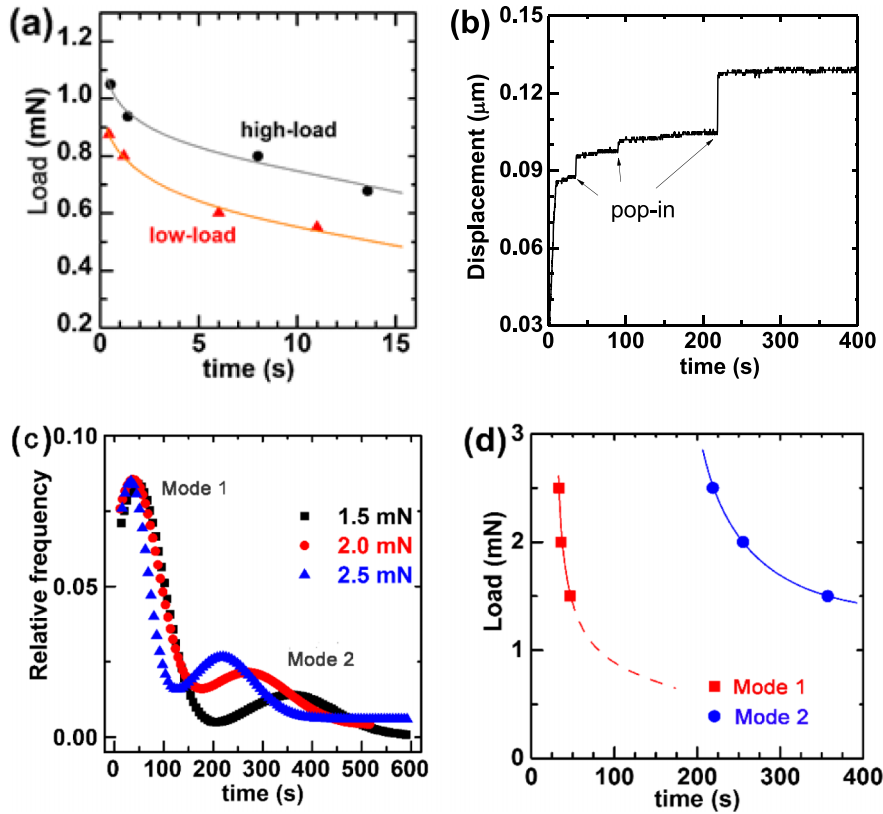 (a)
1.2
1.0
0.8
0.6
0.4
0.2
Load (mN)
high-load
low-load
0
5
10
15
time (s)
(b)
0.15
0.12
0.09
0.06
0.03
Displacement (μm)
pop-in
0
100
200
300
400
time (s)
(c)
0.10
0.05
0.00
Relative frequency
Mode 1
1.5 mN
2.0 mN
2.5 mN
Mode 2
0 100 200 300 400 500 600
time (s)
(d)
3
2
1
0
Load (mN)
Mode 1
Mode 2
0
100
200
300
400
time (s)